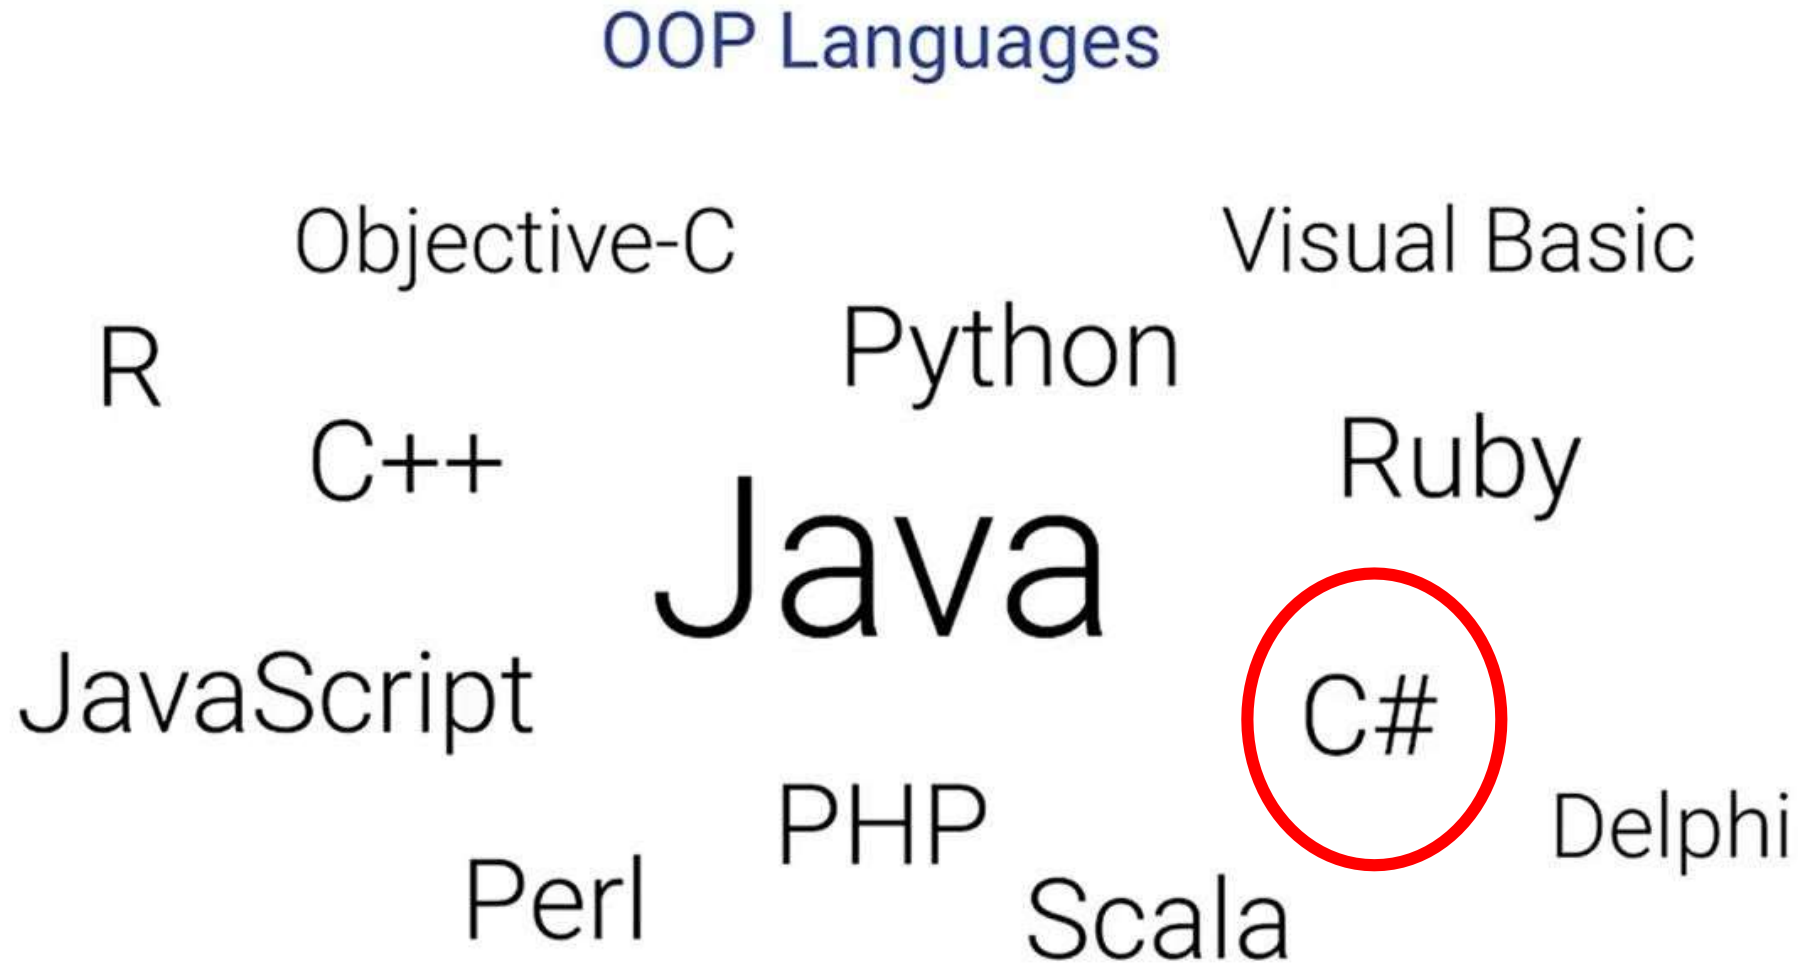 OOP Languages
Objective-C
Visual Basic
Python
R
C++
Ruby
Java
JavaScript
C#
PHP
Delphi
Perl
Scala